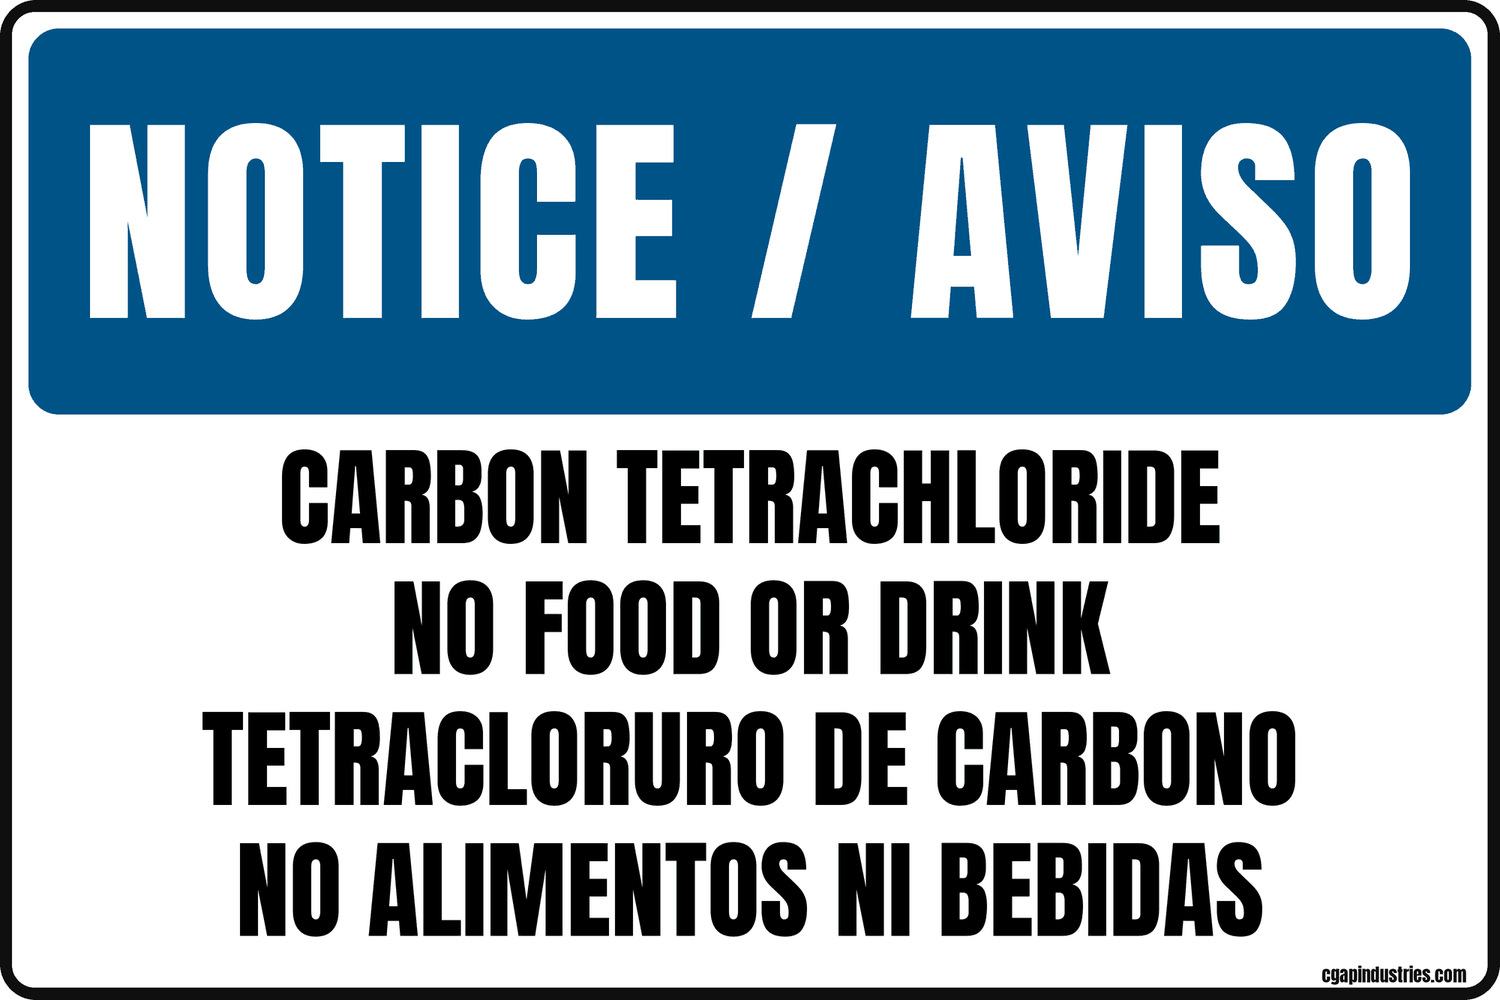 NOTICE / AVISO
CARBON TETRACHLORIDE
NO FOOD OR DRINK
TETRACLORURO DE CARBONO
NO ALIMENTOS NI BEBIDAS
cgapindustries.com